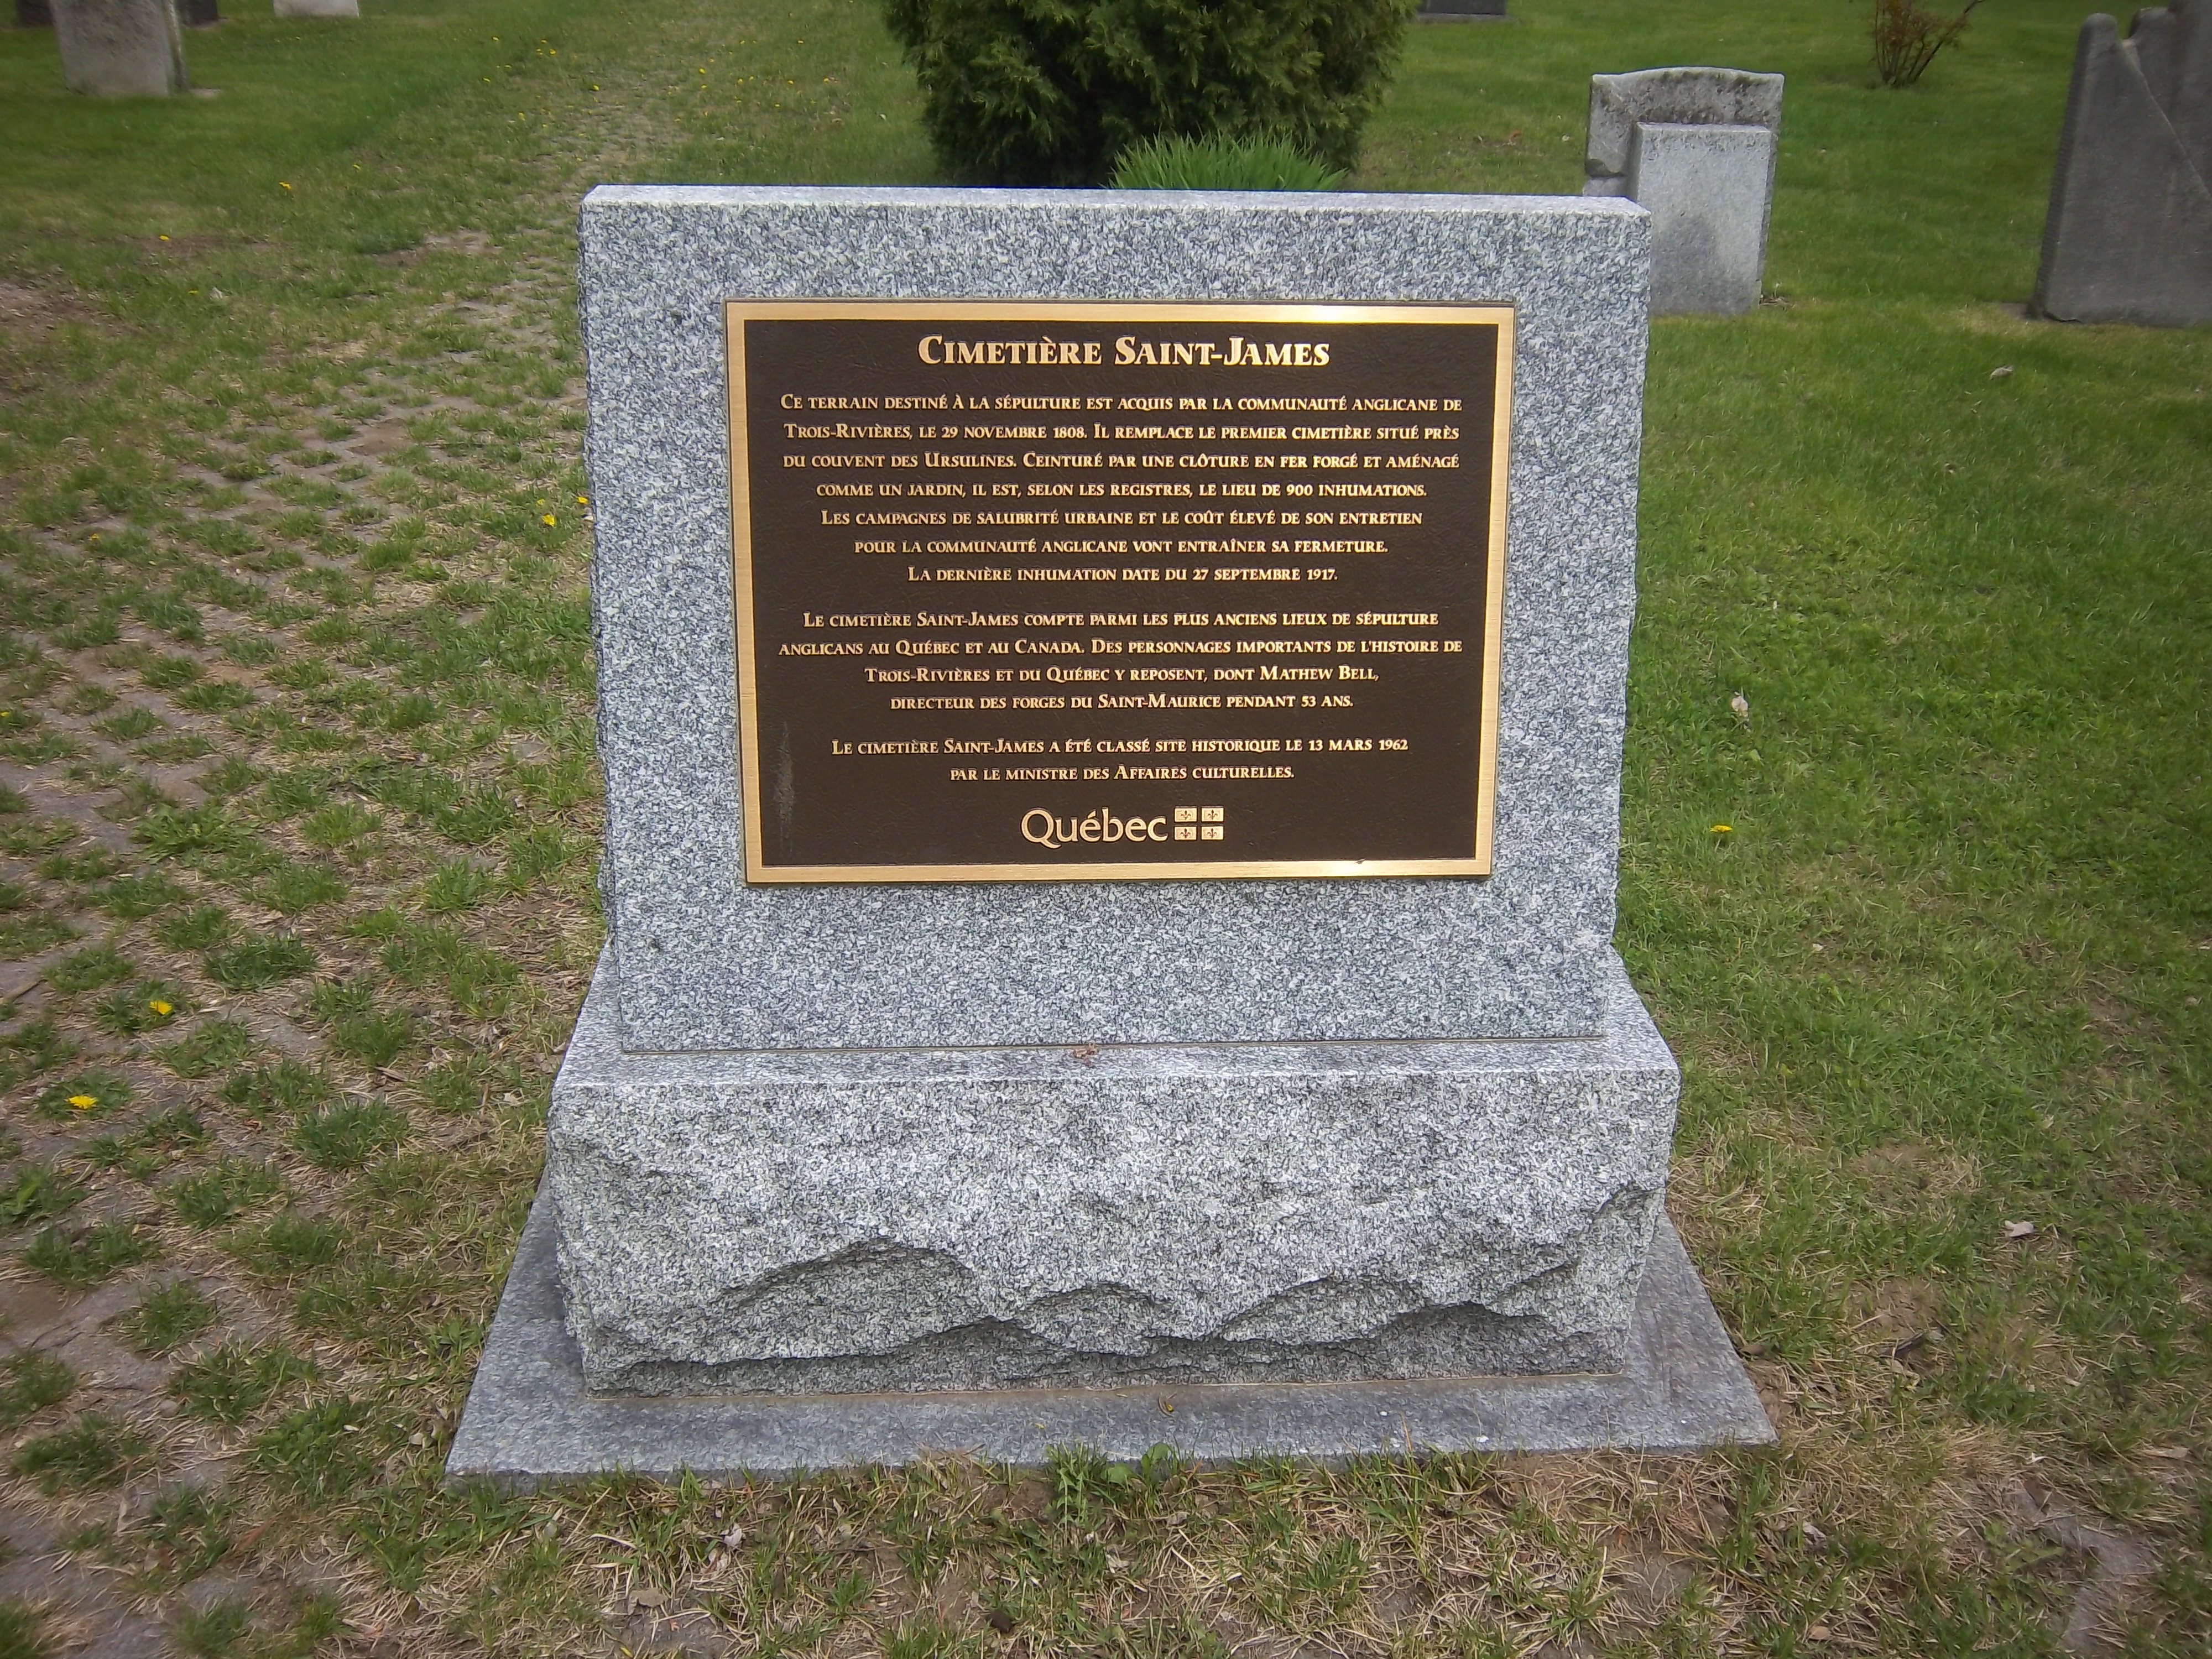 Cimetière Saint-James
Ce terrain destiné à la sépulture est acquis par la communauté anglicane de
Trois-Rivières, le 29 novembre 1808. Il remplace le premier cimetière situé près
du couvent des Ursulines. Ceinturé par une clôture en fer forgé et aménagé
comme un jardin, il est, selon les registres, le lieu de 900 inhumations.
Les campagnes de salubrité urbaine et le coût élevé de son entretien
pour la communauté anglicane vont entraîner sa fermeture.
La dernière inhumation date du 27 septembre 1917.
Le cimetière Saint-James compte parmi les plus anciens lieux de sépulture
anglicans au Québec et au Canada. Des personnages importants de l'histoire de
Trois-Rivières et du Québec y reposent, dont Mathew Bell,
directeur des forges du Saint-Maurice pendant 53 ans.
Le cimetière Saint-James a été classé site historique le 13 mars 1962
par le ministre des Affaires culturelles.
Québec